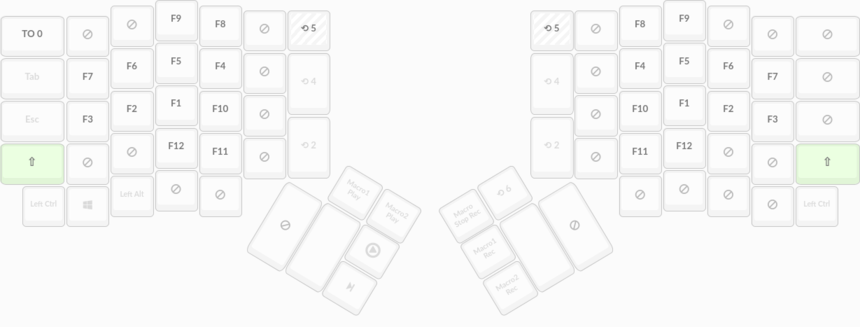 TO 0 F9 F8 ⟲ 5 ⟲ 5 F8 F9
Tab F7 F6 F5 F4 ⟲ 4 ⟲ 4 F4 F5 F6 F7
Esc F3 F2 F1 F10 F10 F1 F2 F3
⇧ F12 F11 ⟲ 2 ⟲ 2 F11 F12 ⇧
Left Ctrl Left Alt Left Ctrl
Macro1 Play Macro2 Play
Macro Stop Rec ⟲ 6
Macro1 Rec
Macro2 Rec